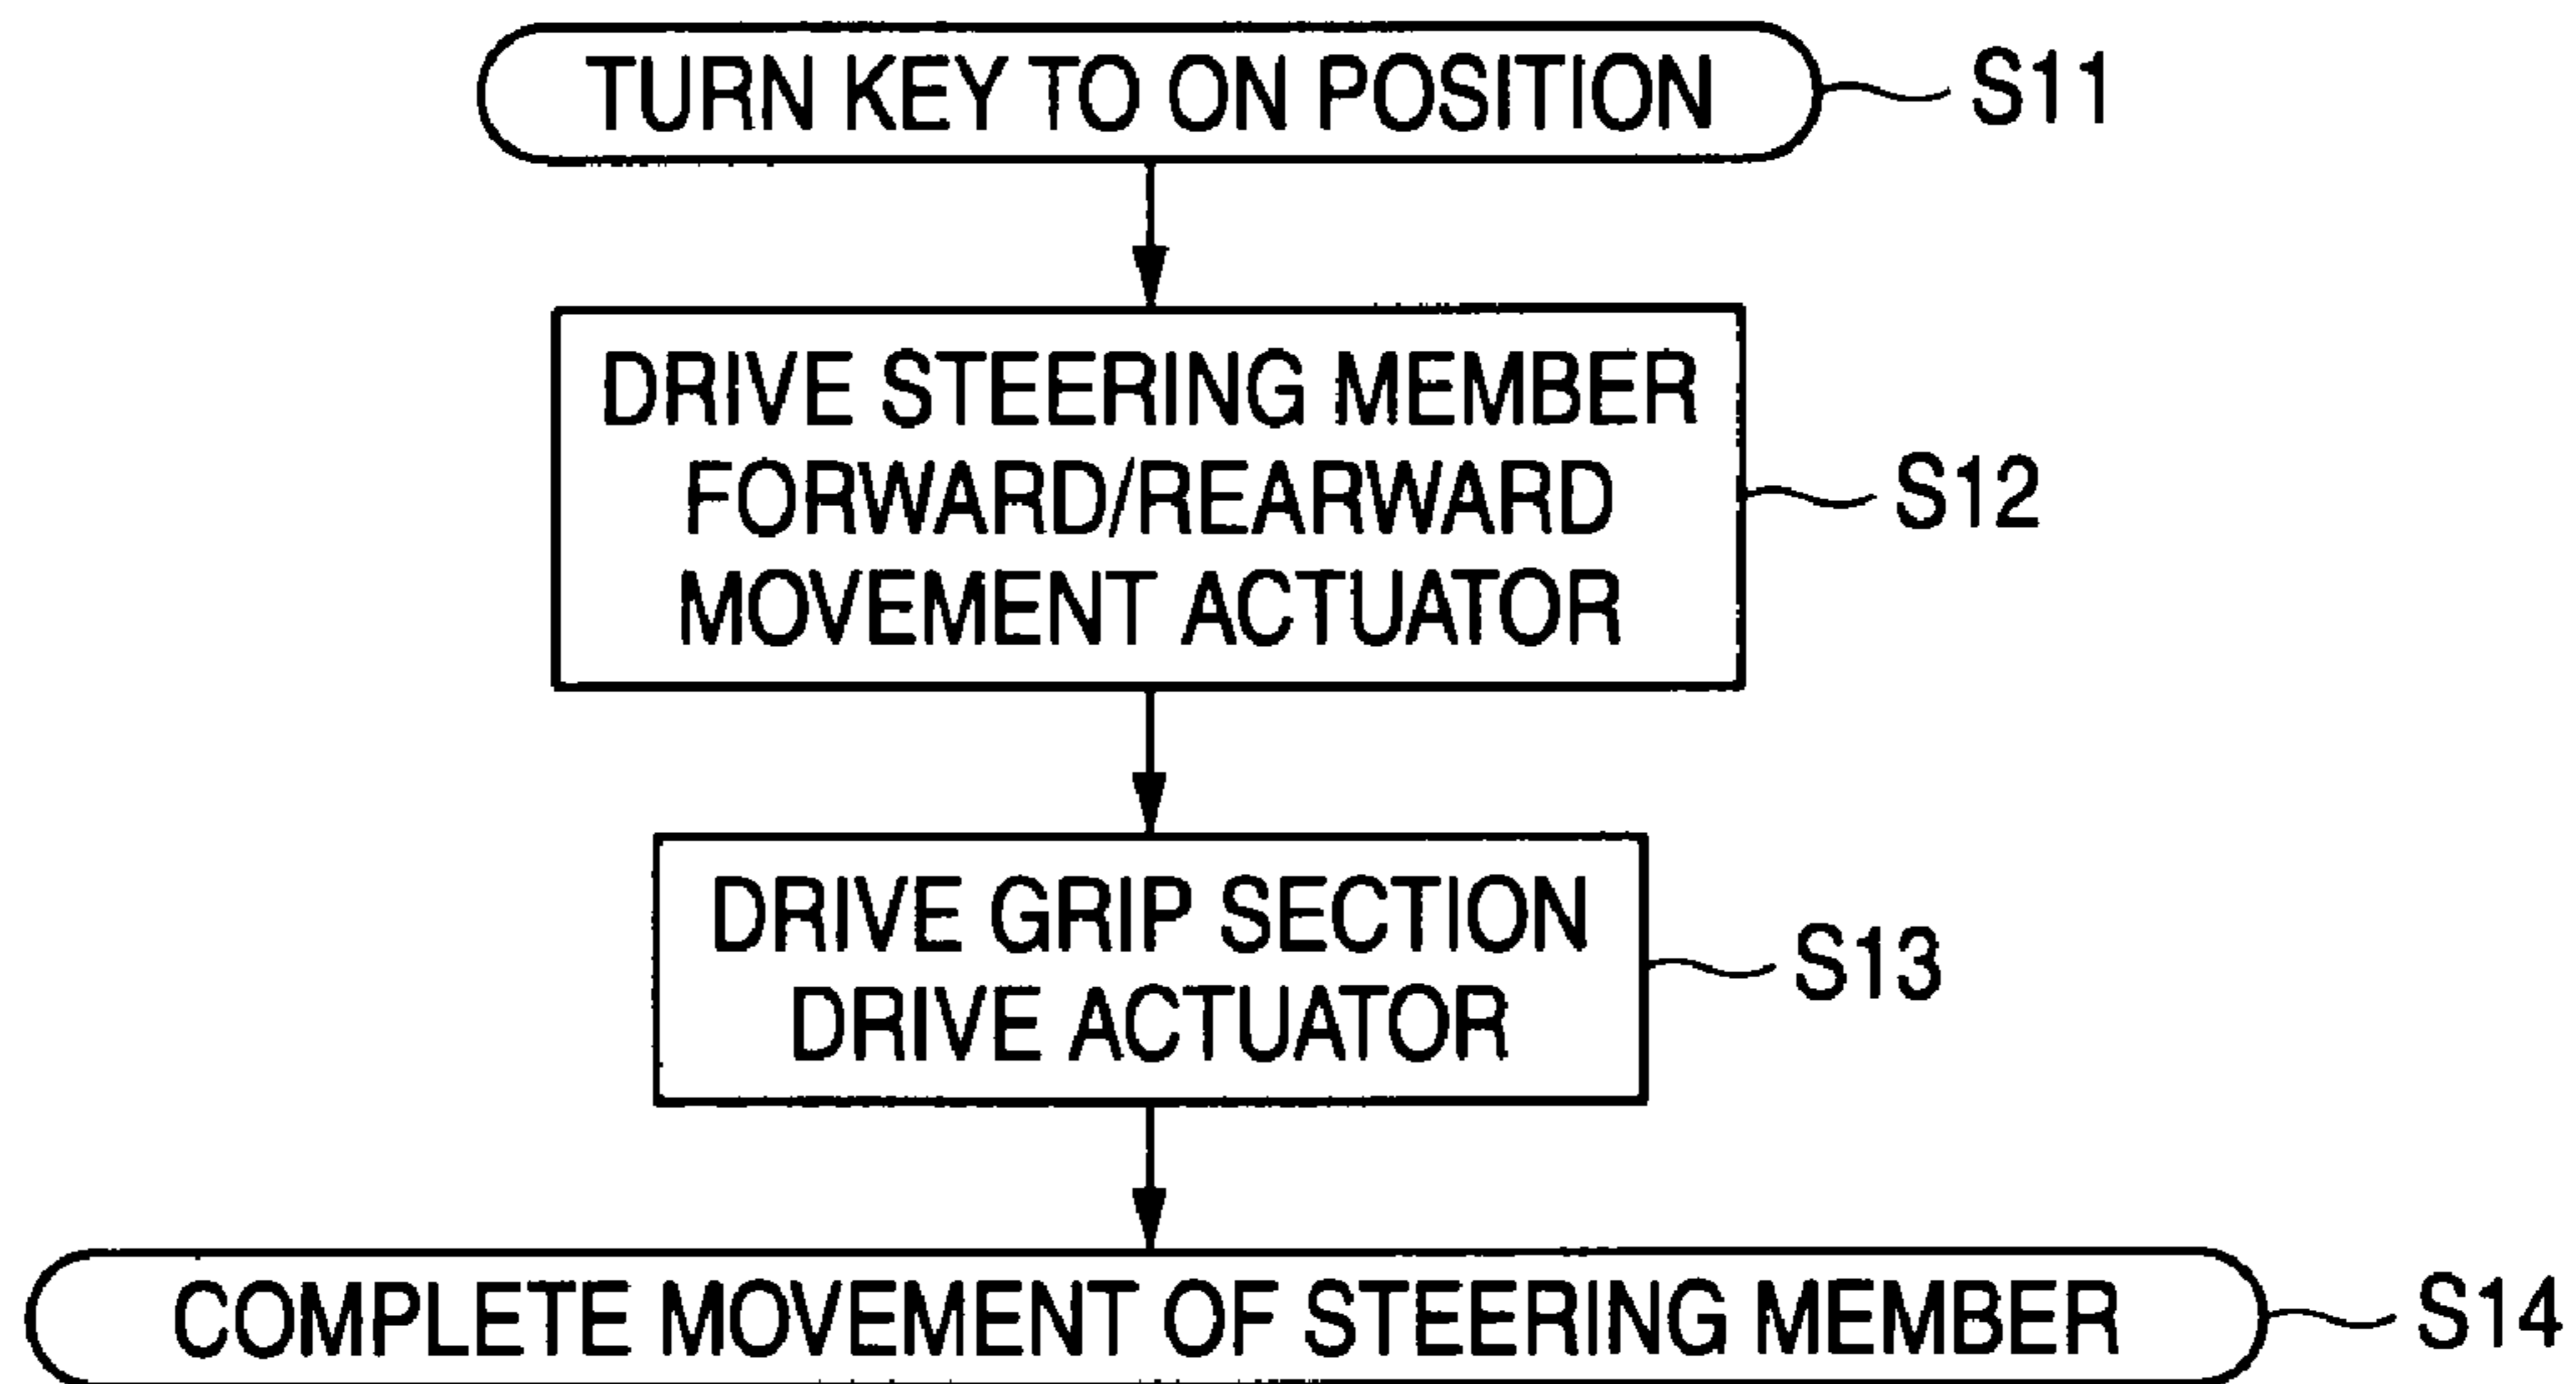 TURN KEY TO ON POSITION
S11
DRIVE STEERING MEMBER
FORWARD/REARWARD
MOVEMENT ACTUATOR
S12
DRIVE GRIP SECTION
DRIVE ACTUATOR
S13
COMPLETE MOVEMENT OF STEERING MEMBER
S14